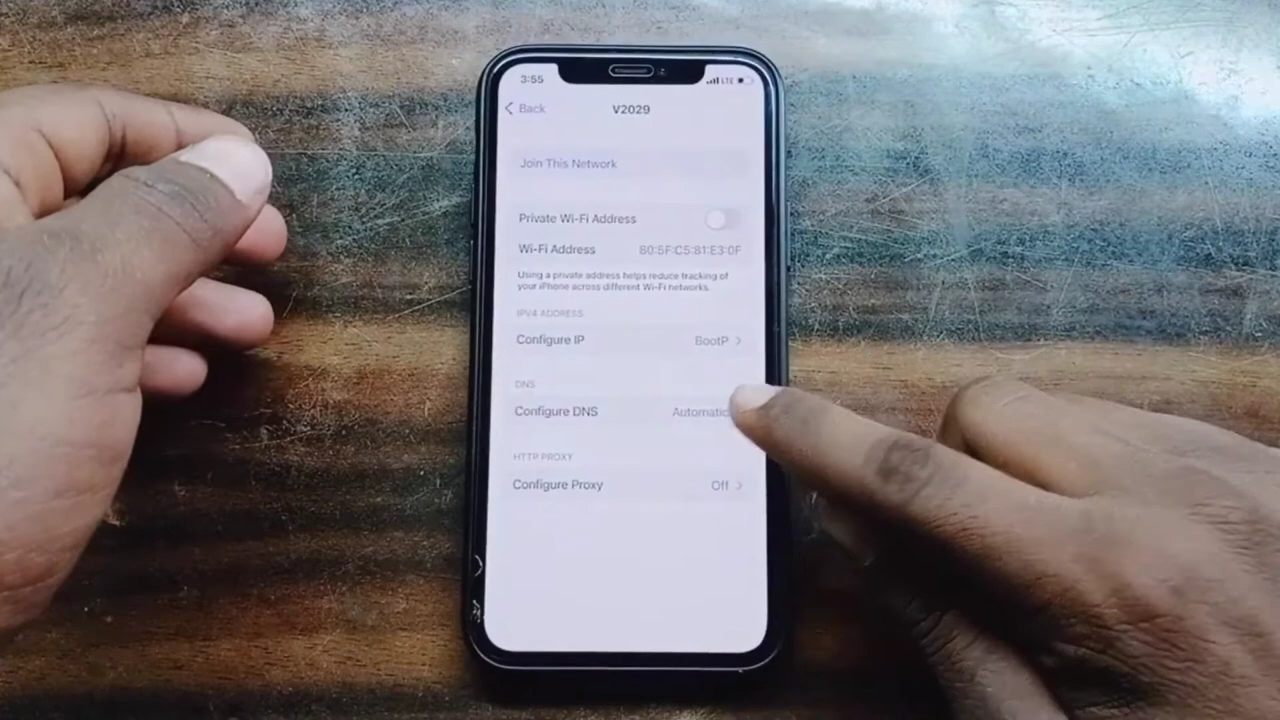 3:55 LTE
Back V2029
Join This Network
Private Wi-Fi Address
Wi-Fi Address 80:5F:C5:81:E3:0F
Using a private address helps reduce tracking of
your iPhone across different Wi-Fi networks.
IPV4 ADDRESS
Configure IP BootP
DNS
Configure DNS Automatic
HTTP PROXY
Configure Proxy Off